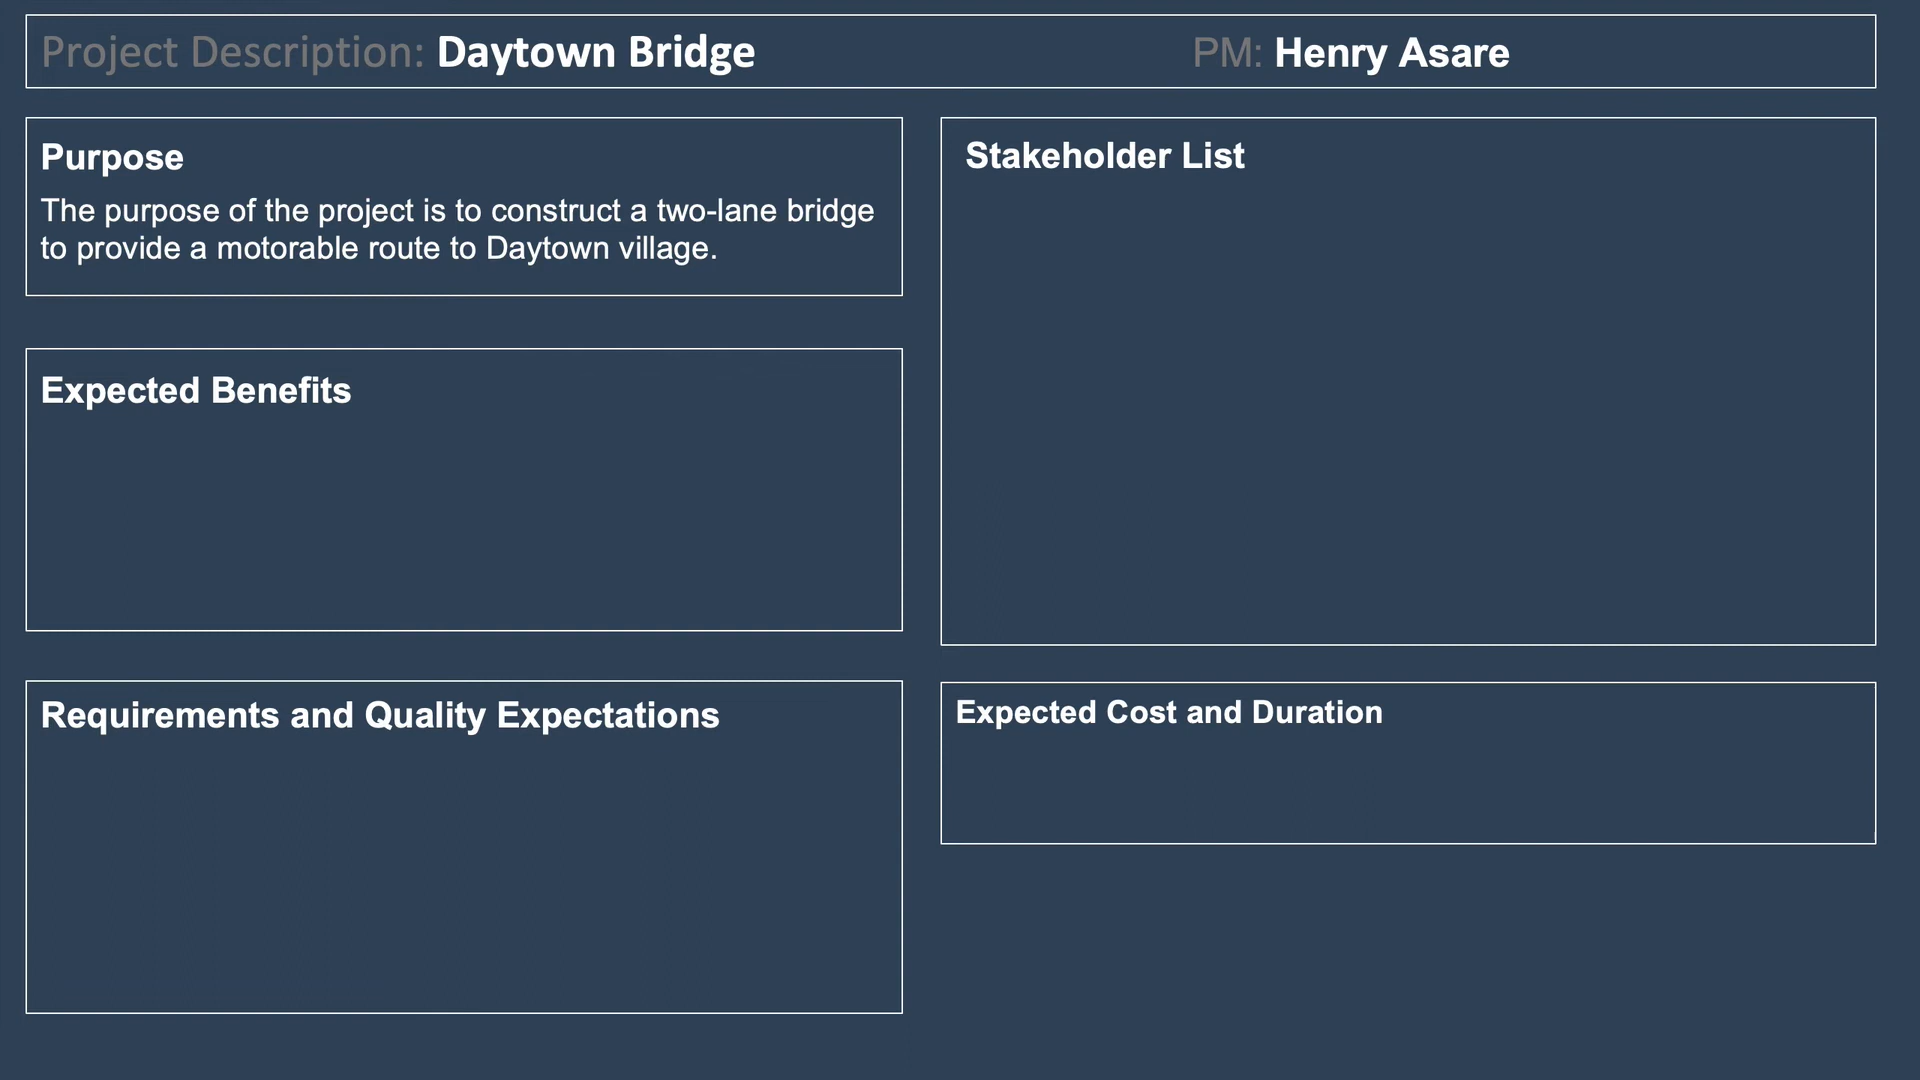 Project Description: Daytown Bridge PM: Henry Asare
Purpose
The purpose of the project is to construct a two-lane bridge
to provide a motorable route to Daytown village.
Expected Benefits
Requirements and Quality Expectations
Stakeholder List
Expected Cost and Duration